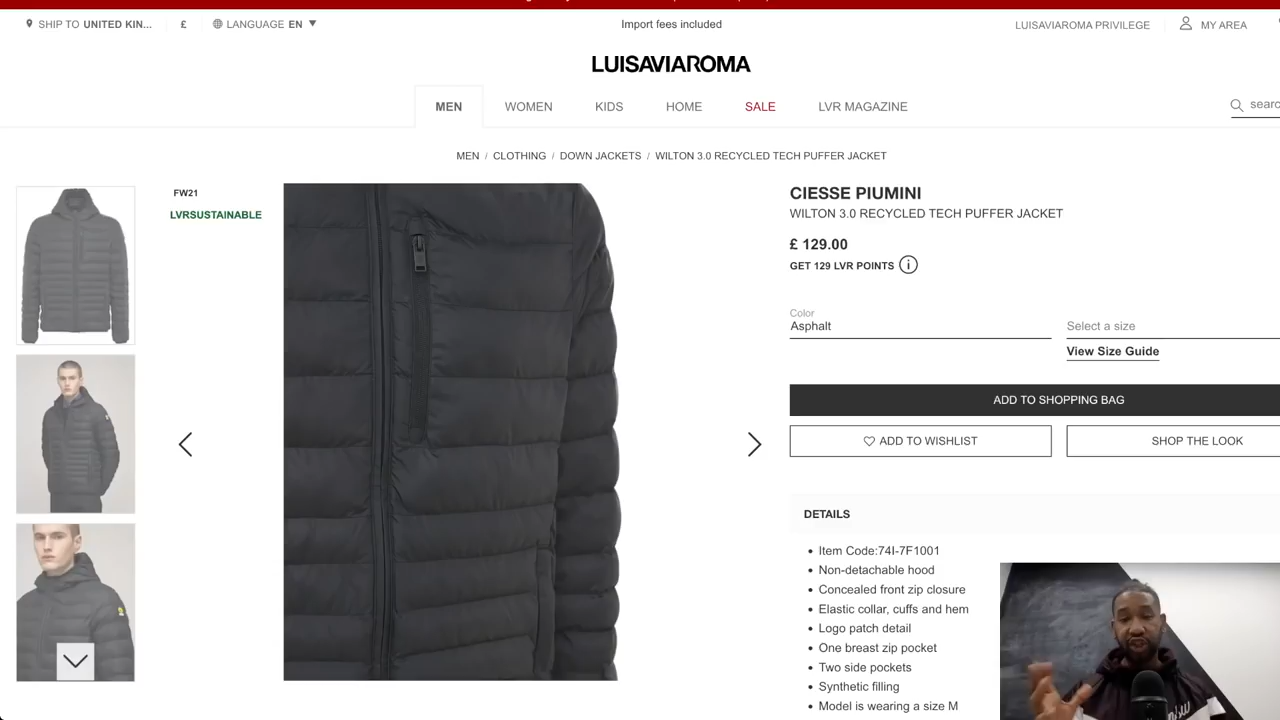 SHIP TO UNITED KIN...
£
LANGUAGE EN
Import fees included
LUISAVIAROMA PRIVILEGE
MY AREA
LUISAVIAROMA
MEN
WOMEN
KIDS
HOME
SALE
LVR MAGAZINE
searc
MEN / CLOTHING / DOWN JACKETS / WILTON 3.0 RECYCLED TECH PUFFER JACKET
FW21
LVRSUSTAINABLE
CIESSE PIUMINI
WILTON 3.0 RECYCLED TECH PUFFER JACKET
£ 129.00
GET 129 LVR POINTS
Color
Asphalt
Select a size
View Size Guide
ADD TO SHOPPING BAG
ADD TO WISHLIST
SHOP THE LOOK
DETAILS
• Item Code:74I-7F1001
• Non-detachable hood
• Concealed front zip closure
• Elastic collar, cuffs and hem
• Logo patch detail
• One breast zip pocket
• Two side pockets
• Synthetic filling
• Model is wearing a size M